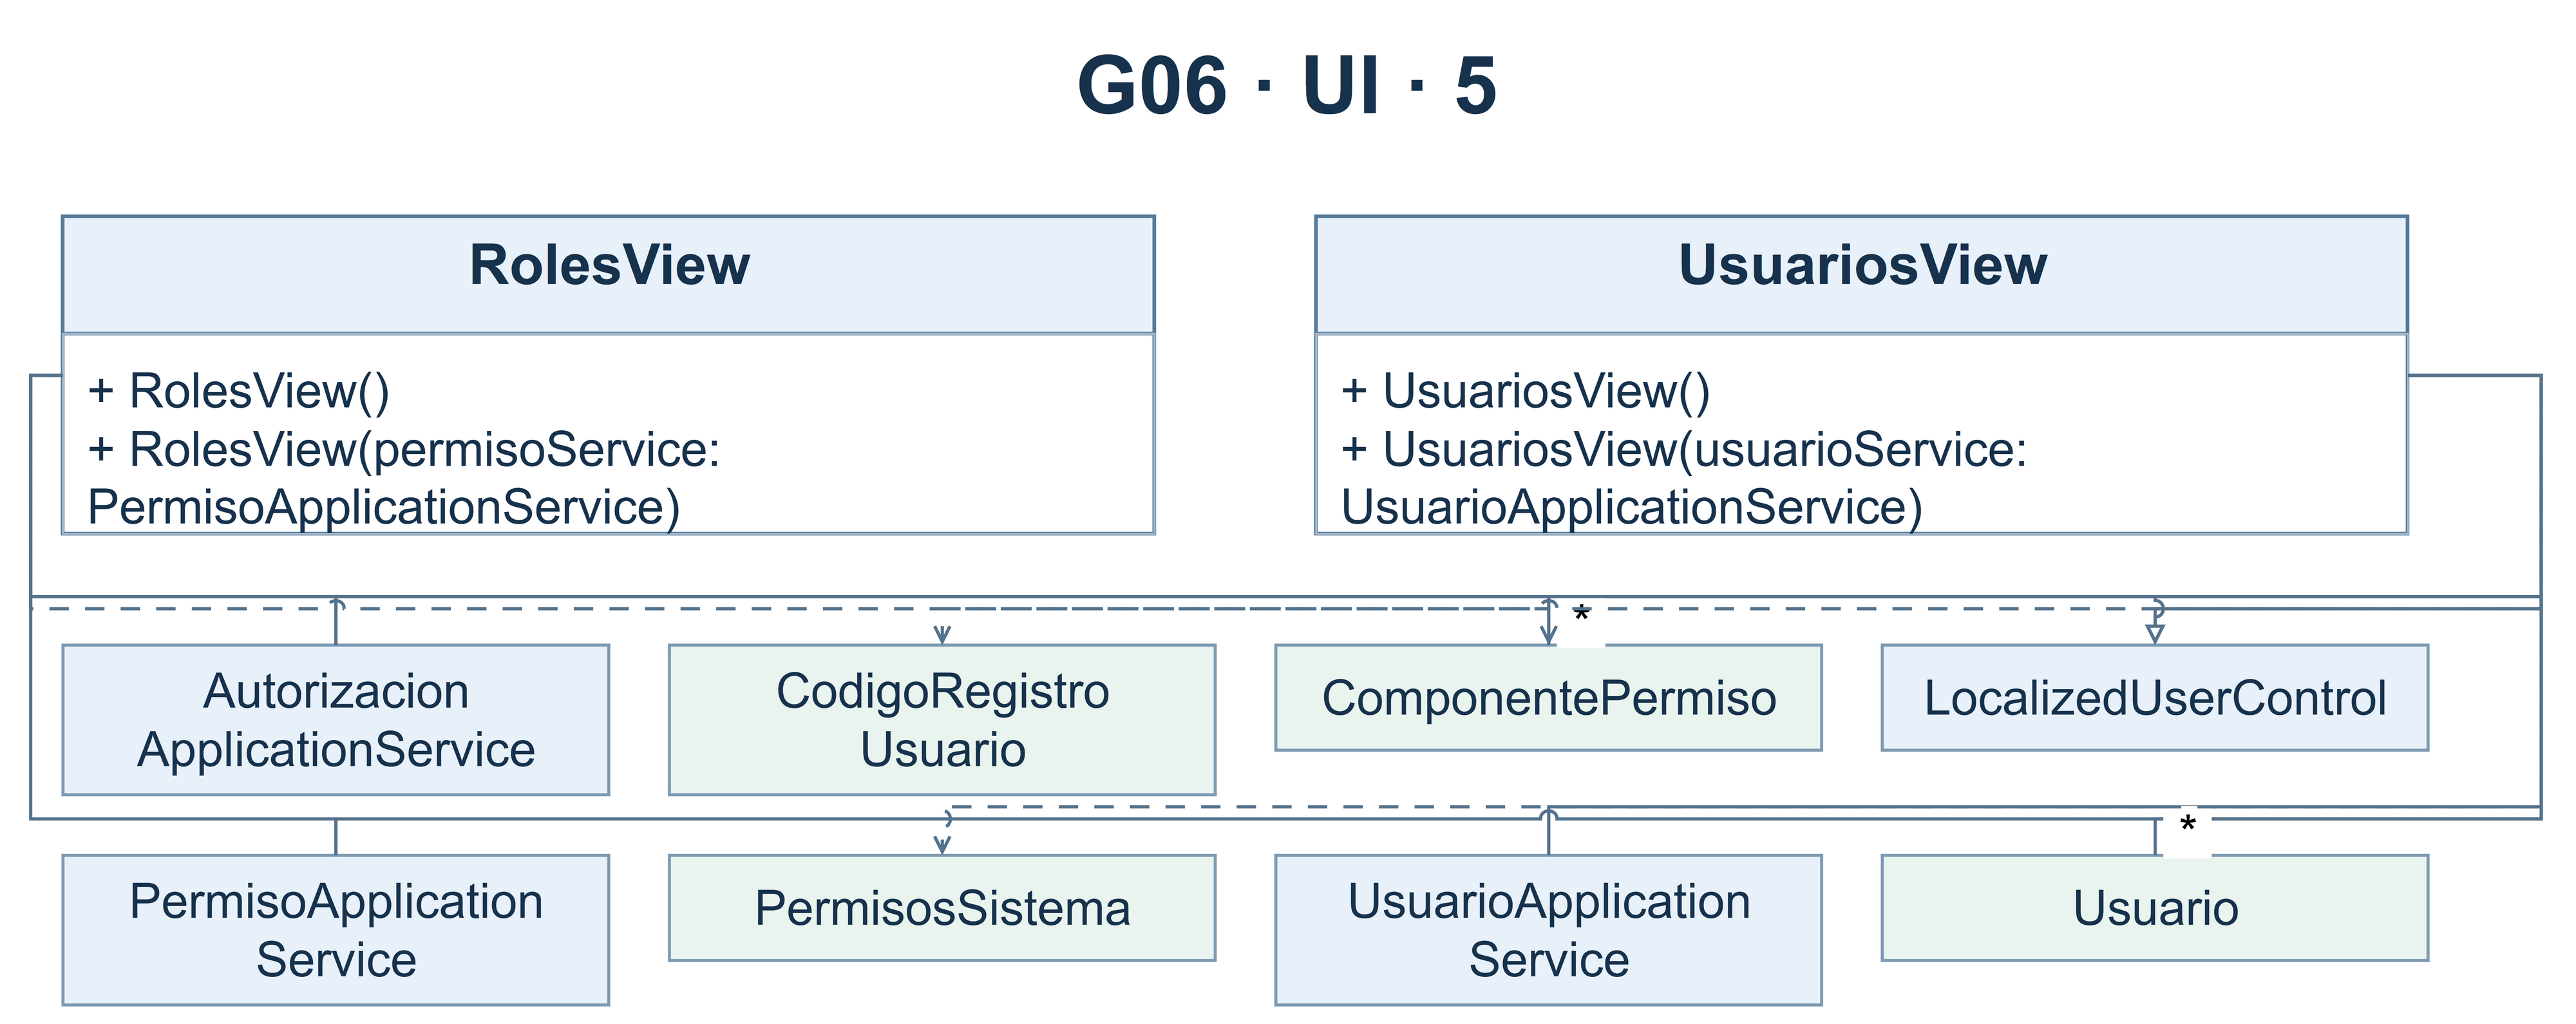 G06 · UI · 5
RolesView
+ RolesView()
+ RolesView(permisoService:
PermisoApplicationService)
UsuariosView
+ UsuariosView()
+ UsuariosView(usuarioService:
UsuarioApplicationService)
*
Autorizacion
ApplicationService
CodigoRegistro
Usuario
ComponentePermiso
LocalizedUserControl
*
PermisoApplication
Service
PermisosSistema
UsuarioApplication
Service
Usuario